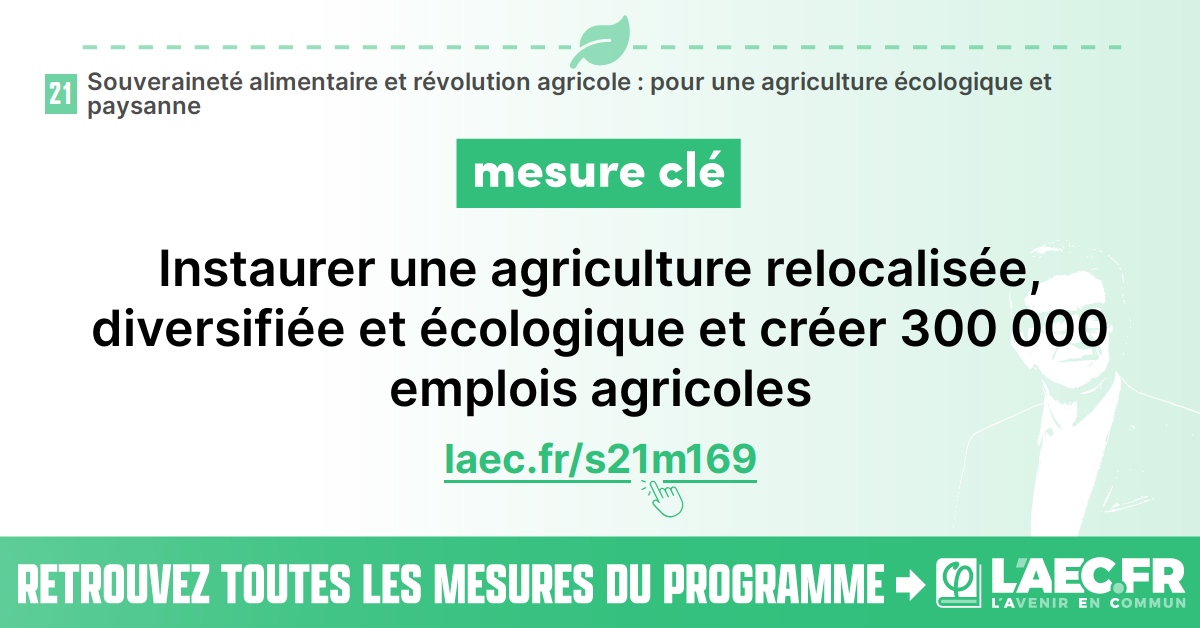 21
Souveraineté alimentaire et révolution agricole : pour une agriculture écologique et
paysanne
mesure clé
Instaurer une agriculture relocalisée,
diversifiée et écologique et créer 300 000
emplois agricoles
laec.fr/s21m169
RETROUVEZ TOUTES LES MESURES DU PROGRAMME
φ
L'AEC.FR
L'AVENIR EN COMMUN